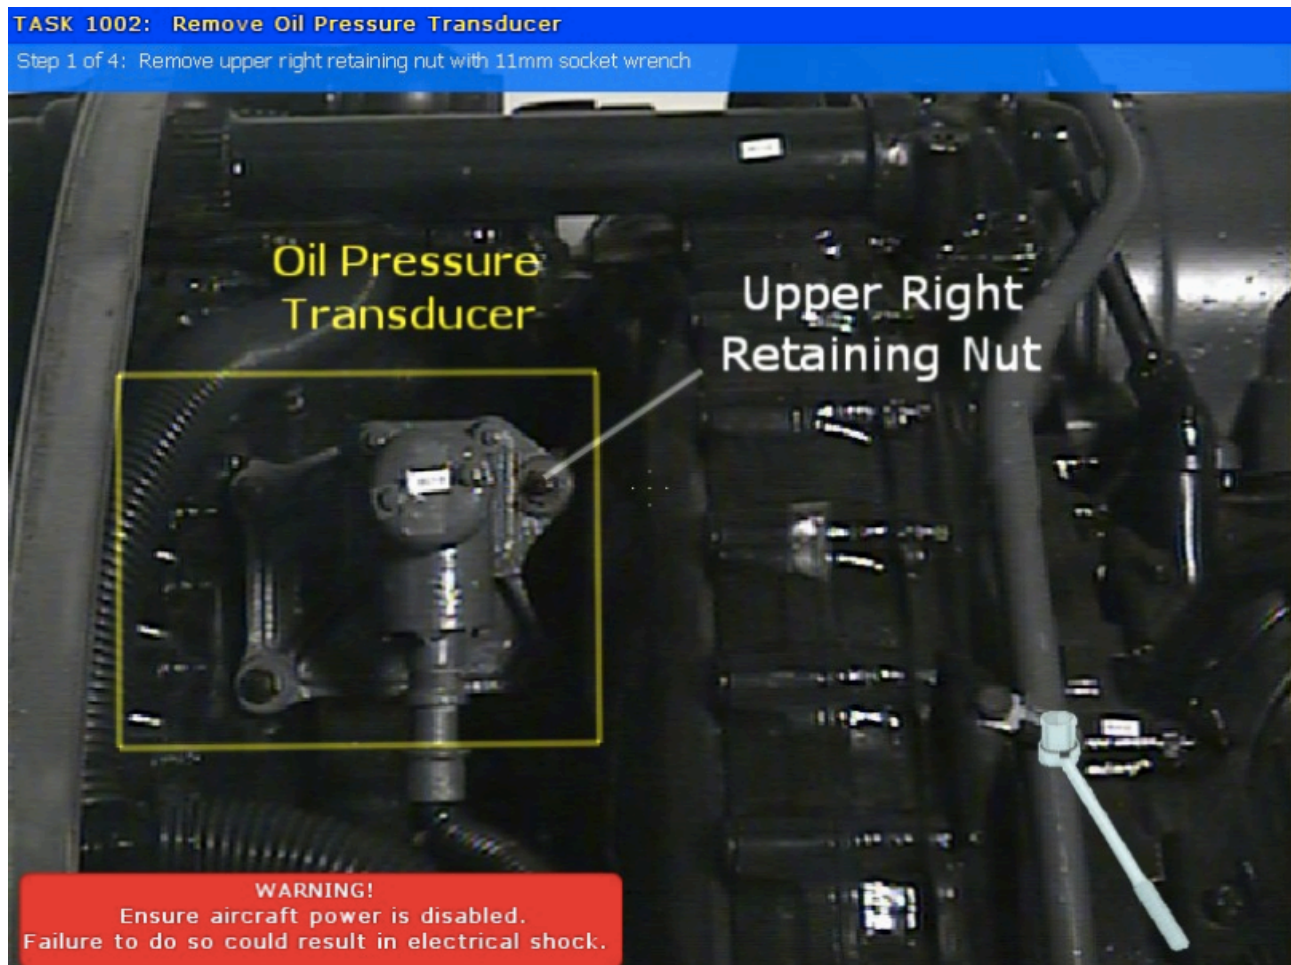 TASK 1002: Remove Oil Pressure Transducer
Step 1 of 4: Remove upper right retaining nut with 11mm socket wrench
Oil Pressure
Transducer
Upper Right
Retaining Nut
WARNING!
Ensure aircraft power is disabled.
Failure to do so could result in electrical shock.